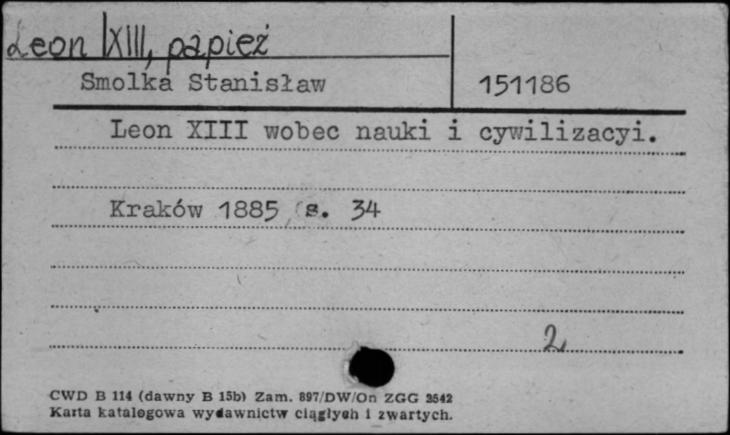 Leon XIII, papież
Smolka Stanisław 151186
Leon XIII wobec nauki i cywilizacyi.
Kraków 1885 s. 34
2
CWD B 114 (dawny B 15b) Zam. 897/DW/On ZGG 3542
Karta katalogowa wydawnictw ciągłych i zwartych.